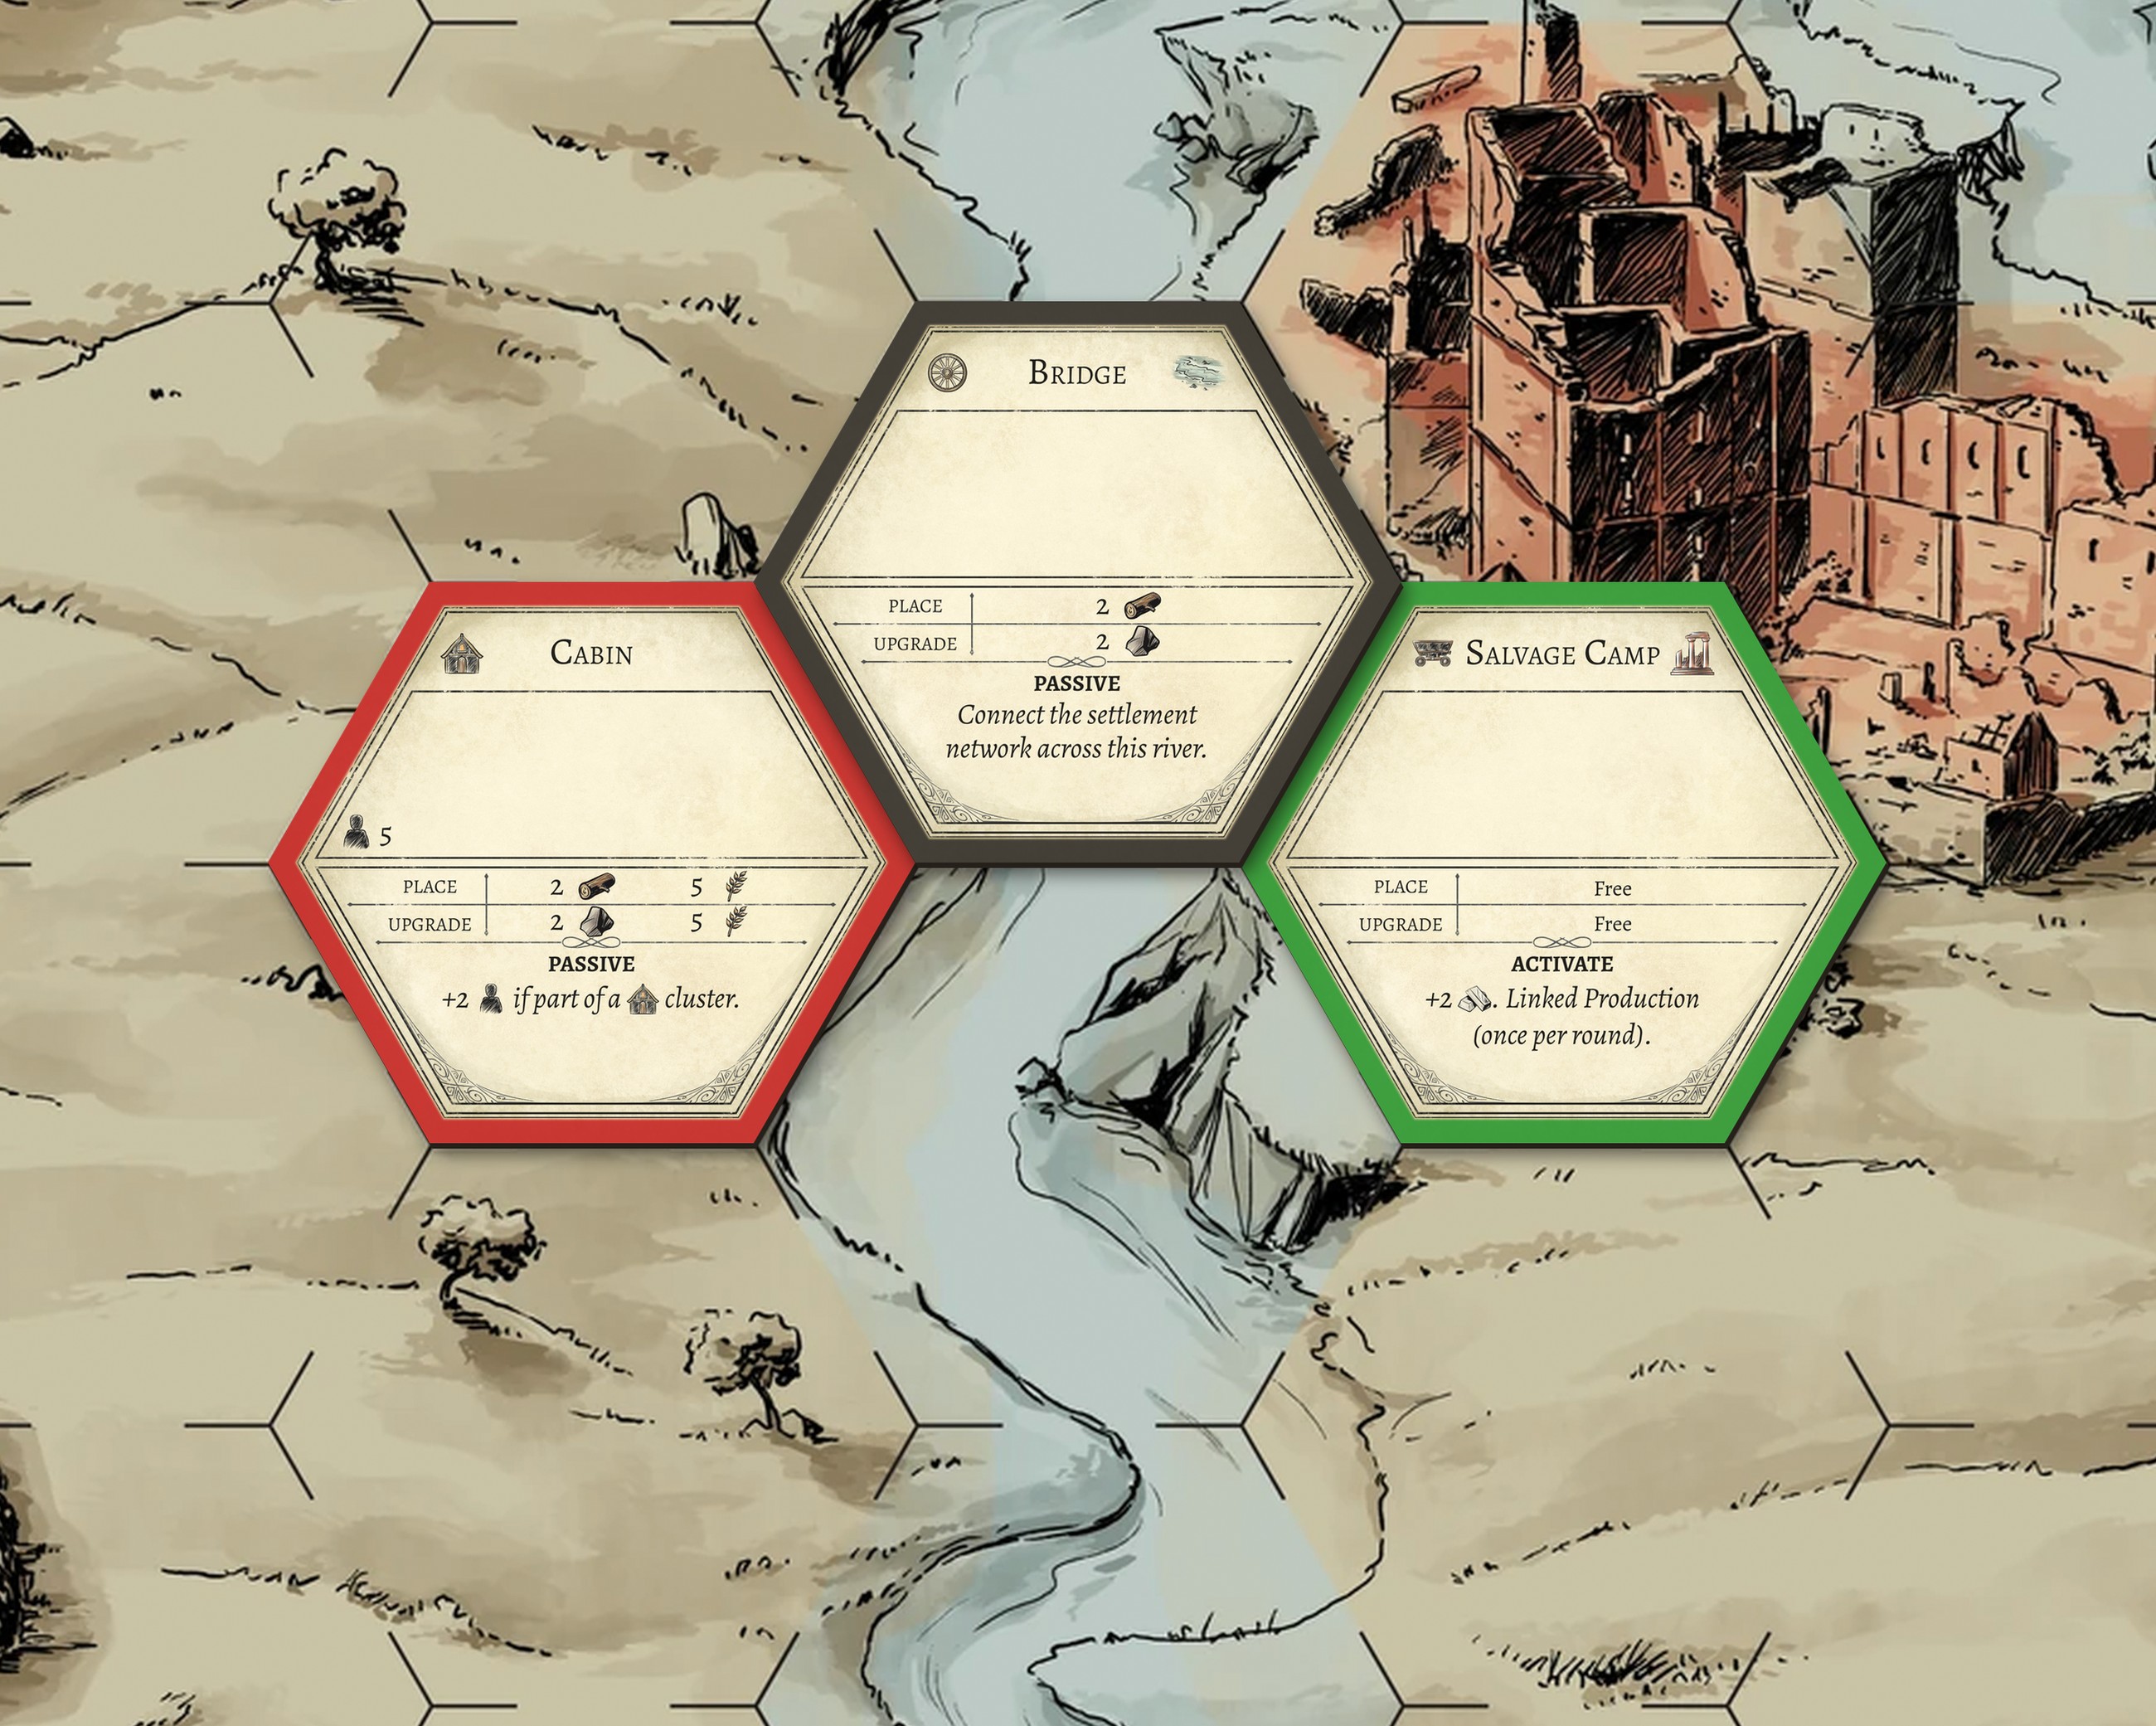 Bridge
PLACE 2
UPGRADE 2
PASSIVE
Connect the settlement
network across this river.
Cabin
5
PLACE 2 5
UPGRADE 2 5
PASSIVE
+2 if part of a cluster.
Salvage Camp
PLACE Free
UPGRADE Free
ACTIVATE
+2 . Linked Production
(once per round).